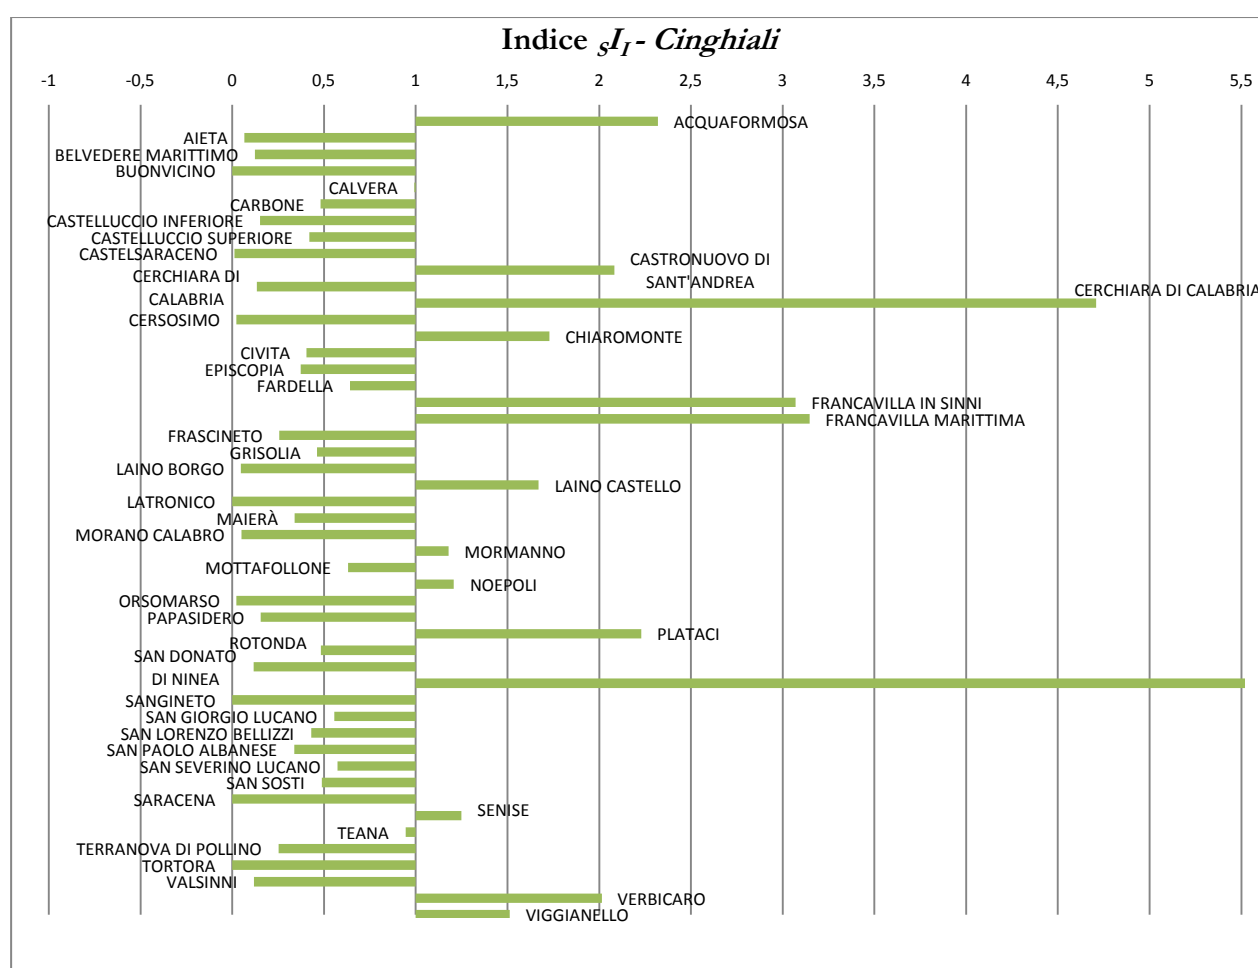 Indice sII - Cinghiali
-1 -0,5 0 0,5 1 1,5 2 2,5 3 3,5 4 4,5 5 5,5
ACQUAFORMOSA
AIETA
BELVEDERE MARITTIMO
BUONVICINO
CALVERA
CARBONE
CASTELLUCCIO INFERIORE
CASTELLUCCIO SUPERIORE
CASTELSARACENO
CASTRONUOVO DI
SANT'ANDREA
CERCHIARA DI
CALABRIA
CERCHIARA DI CALABRIA
CERSOSIMO
CHIAROMONTE
CIVITA
EPISCOPIA
FARDELLA
FRANCAVILLA IN SINNI
FRANCAVILLA MARITTIMA
FRASCINETO
GRISOLIA
LAINO BORGO
LAINO CASTELLO
LATRONICO
MAIERÀ
MORANO CALABRO
MORMANNO
MOTTAFOLLONE
NOEPOLI
ORSOMARSO
PAPASIDERO
PLATACI
ROTONDA
SAN DONATO
DI NINEA
SANGINETO
SAN GIORGIO LUCANO
SAN LORENZO BELLIZZI
SAN PAOLO ALBANESE
SAN SEVERINO LUCANO
SAN SOSTI
SARACENA
SENISE
TEANA
TERRANOVA DI POLLINO
TORTORA
VALSINNI
VERBICARO
VIGGIANELLO